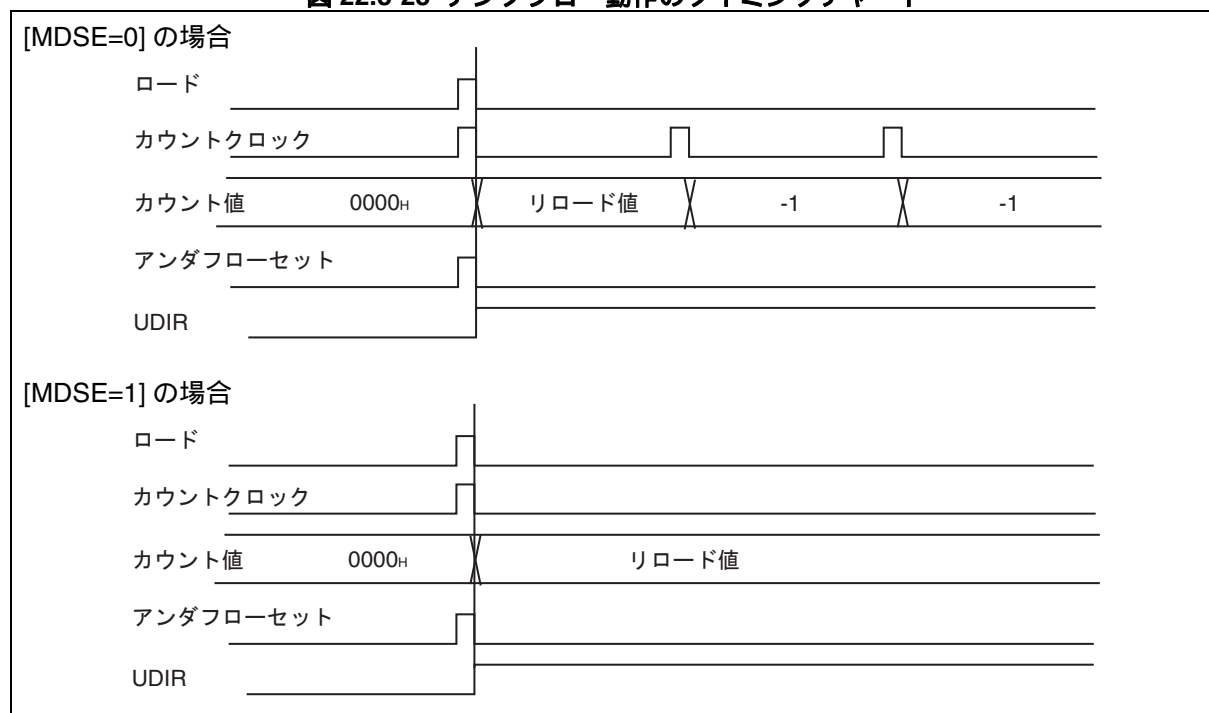 [MDSE=0] の場合
ロード
カウントクロック
カウント値 0000H リロード値 -1 -1
アンダフローセット
UDIR
[MDSE=1] の場合
ロード
カウントクロック
カウント値 0000H リロード値
アンダフローセット
UDIR